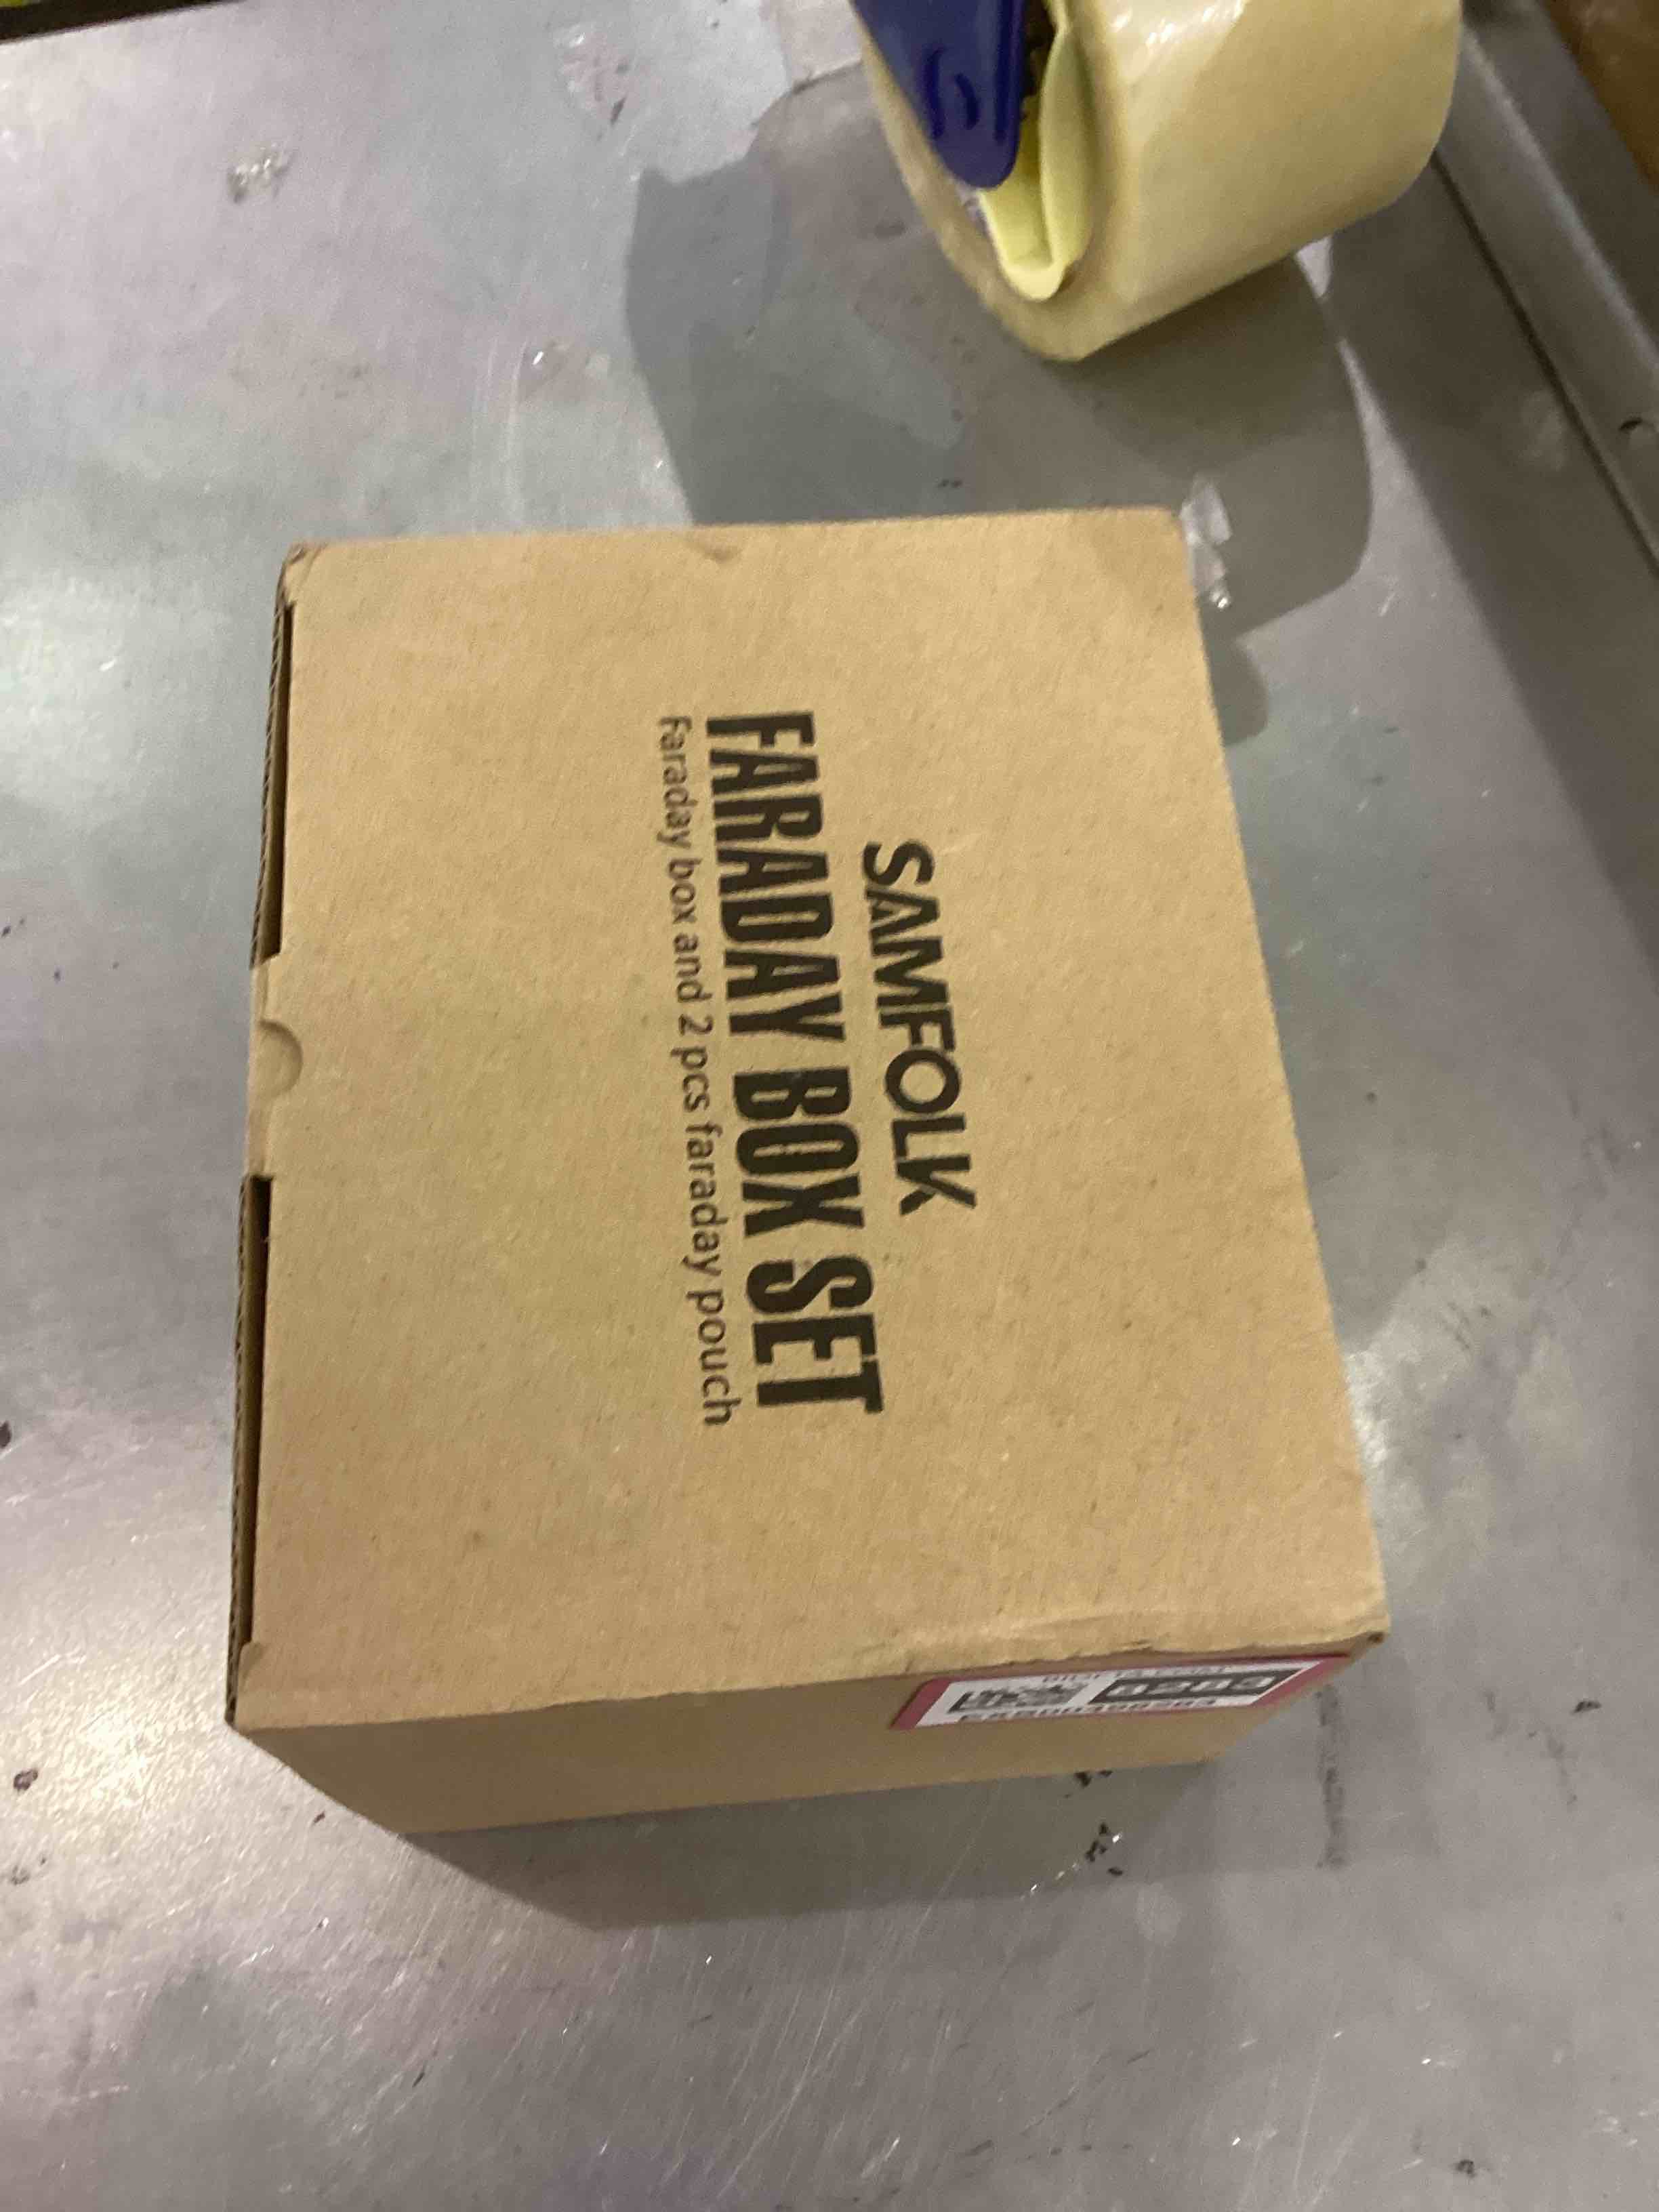 SAMFOLK
FARADAY BOX SET
Faraday box and 2 pcs faraday pouch